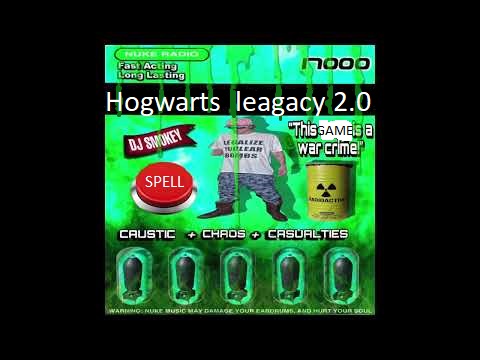 NUKE RADIO
17000
Fast Acting
Long Lasting
Hogwarts leagacy 2.0
DJ SMOKEY
LEGALIZE
NUCLEAR
BOMBS
"This SAME is a
war crime!"
SPELL
RADIOACTIVE
CAUSTIC + CHAOS + CASUALTIES
WARNING: NUKE MUSIC MAY DAMAGE YOUR EARDRUMS, AND HURT YOUR SOUL